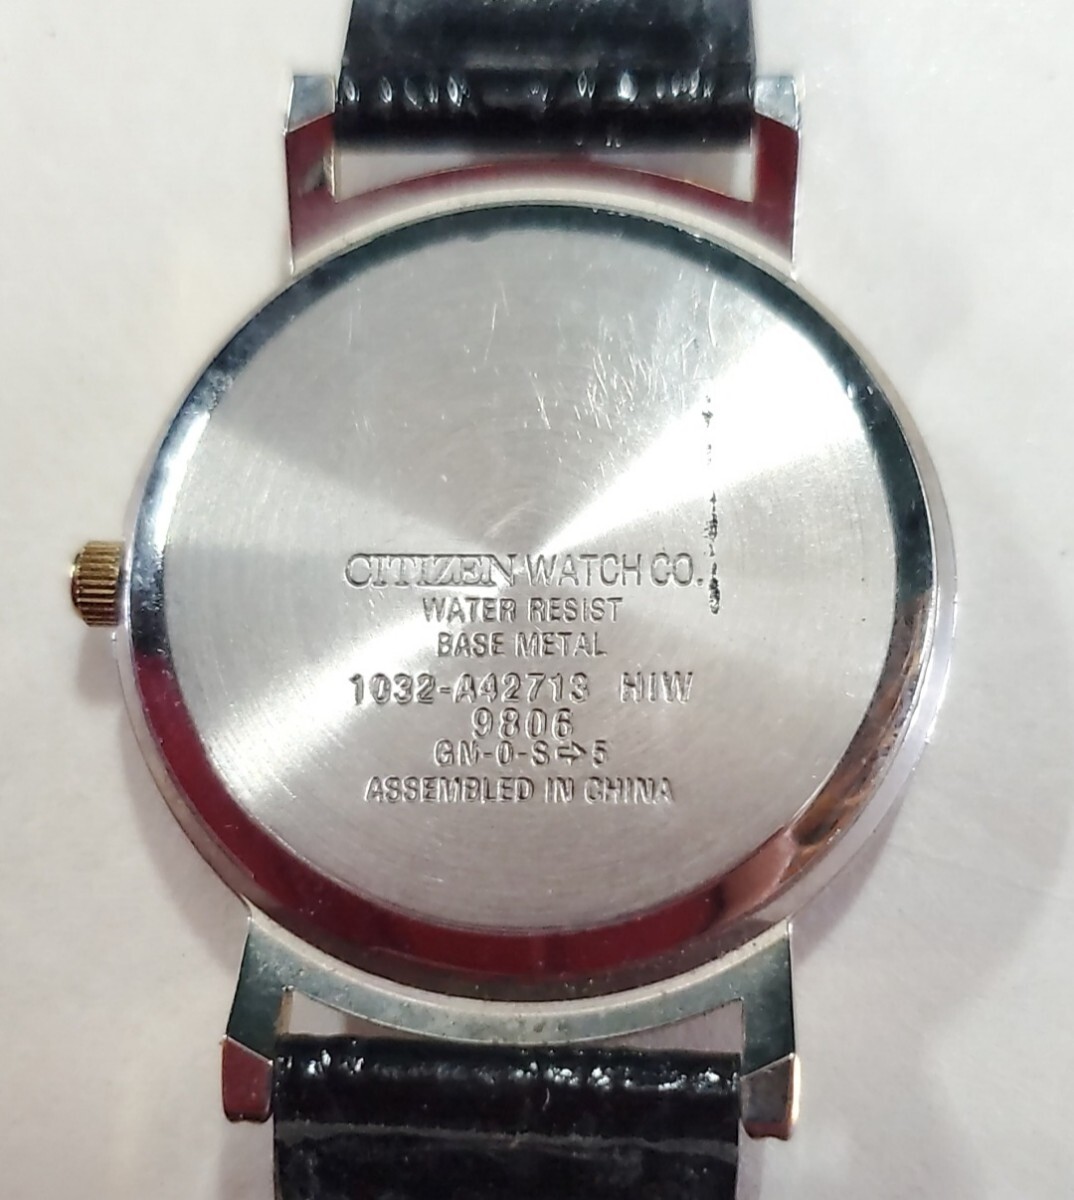 CITIZEN WATCH CO.
WATER RESIST
BASE METAL
1032-A42713 HIW
9806
GN-0-S➩5
ASSEMBLED IN CHINA